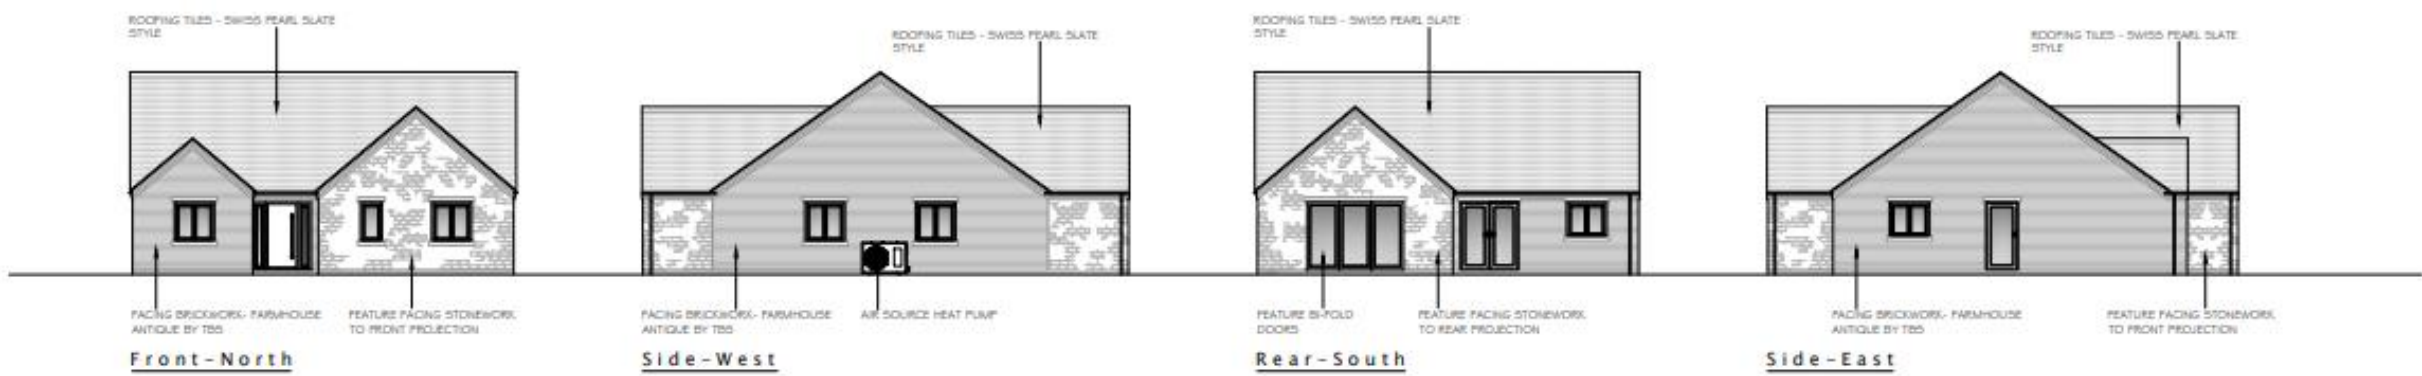 ROOFING TILES - SWISS PEARL SLATE
STYLE
FACING BRICKWORK- FARMHOUSE
ANTIQUE BY TBS
FEATURE FACING STONEWORK
TO FRONT PROJECTION
Front-North
ROOFING TILES - SWISS PEARL SLATE
STYLE
FACING BRICKWORK- FARMHOUSE
ANTIQUE BY TBS
AIR SOURCE HEAT PUMP
Side-West
ROOFING TILES - SWISS PEARL SLATE
STYLE
FEATURE BI-FOLD
DOORS
FEATURE FACING STONEWORK
TO REAR PROJECTION
Rear-South
ROOFING TILES - SWISS PEARL SLATE
STYLE
FACING BRICKWORK- FARMHOUSE
ANTIQUE BY TBS
FEATURE FACING STONEWORK
TO FRONT PROJECTION
Side-East